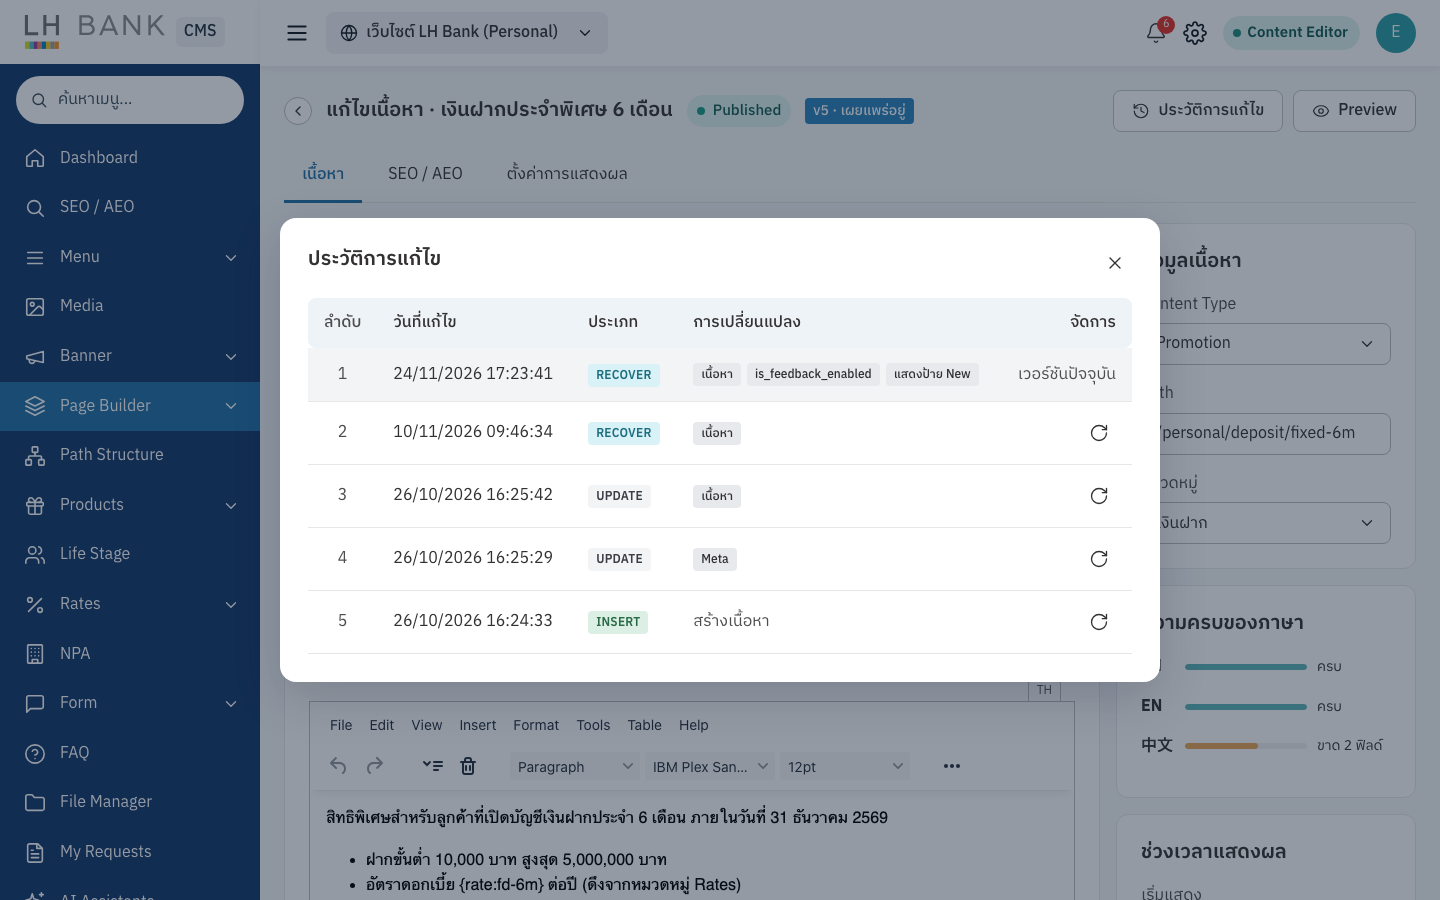 LH BANK CMS
เว็บไซต์ LH Bank (Personal)
6
Content Editor
E
ค้นหาเมนู...
Dashboard
SEO / AEO
Menu
Media
Banner
Page Builder
Path Structure
Products
Life Stage
Rates
NPA
Form
FAQ
File Manager
My Requests
AI Assistants
แก้ไขเนื้อหา · เงินฝากประจำพิเศษ 6 เดือน
Published
v5 · เผยแพร่อยู่
ประวัติการแก้ไข
Preview
เนื้อหา
SEO / AEO
ตั้งค่าการแสดงผล
ประวัติการแก้ไข
ลำดับ วันที่แก้ไข ประเภท การเปลี่ยนแปลง จัดการ
1 24/11/2026 17:23:41 RECOVER เนื้อหา is_feedback_enabled แสดงป้าย New เวอร์ชันปัจจุบัน
2 10/11/2026 09:46:34 RECOVER เนื้อหา
3 26/10/2026 16:25:42 UPDATE เนื้อหา
4 26/10/2026 16:25:29 UPDATE Meta
5 26/10/2026 16:24:33 INSERT สร้างเนื้อหา
TH
File Edit View Insert Format Tools Table Help
Paragraph IBM Plex San... 12pt
สิทธิพิเศษสำหรับลูกค้าที่เปิดบัญชีเงินฝากประจำ 6 เดือน ภายในวันที่ 31 ธันวาคม 2569
• ฝากขั้นต่ำ 10,000 บาท สูงสุด 5,000,000 บาท
• อัตราดอกเบี้ย {rate:fd-6m} ต่อปี (ดึงจากหมวดหมู่ Rates)
มูลเนื้อหา
ntent Type
Promotion
th
/personal/deposit/fixed-6m
วดหมู่
เงินฝาก
วามครบของภาษา
ครบ
EN ครบ
中文 ขาด 2 ฟิลด์
ช่วงเวลาแสดงผล
เริ่มแสดง